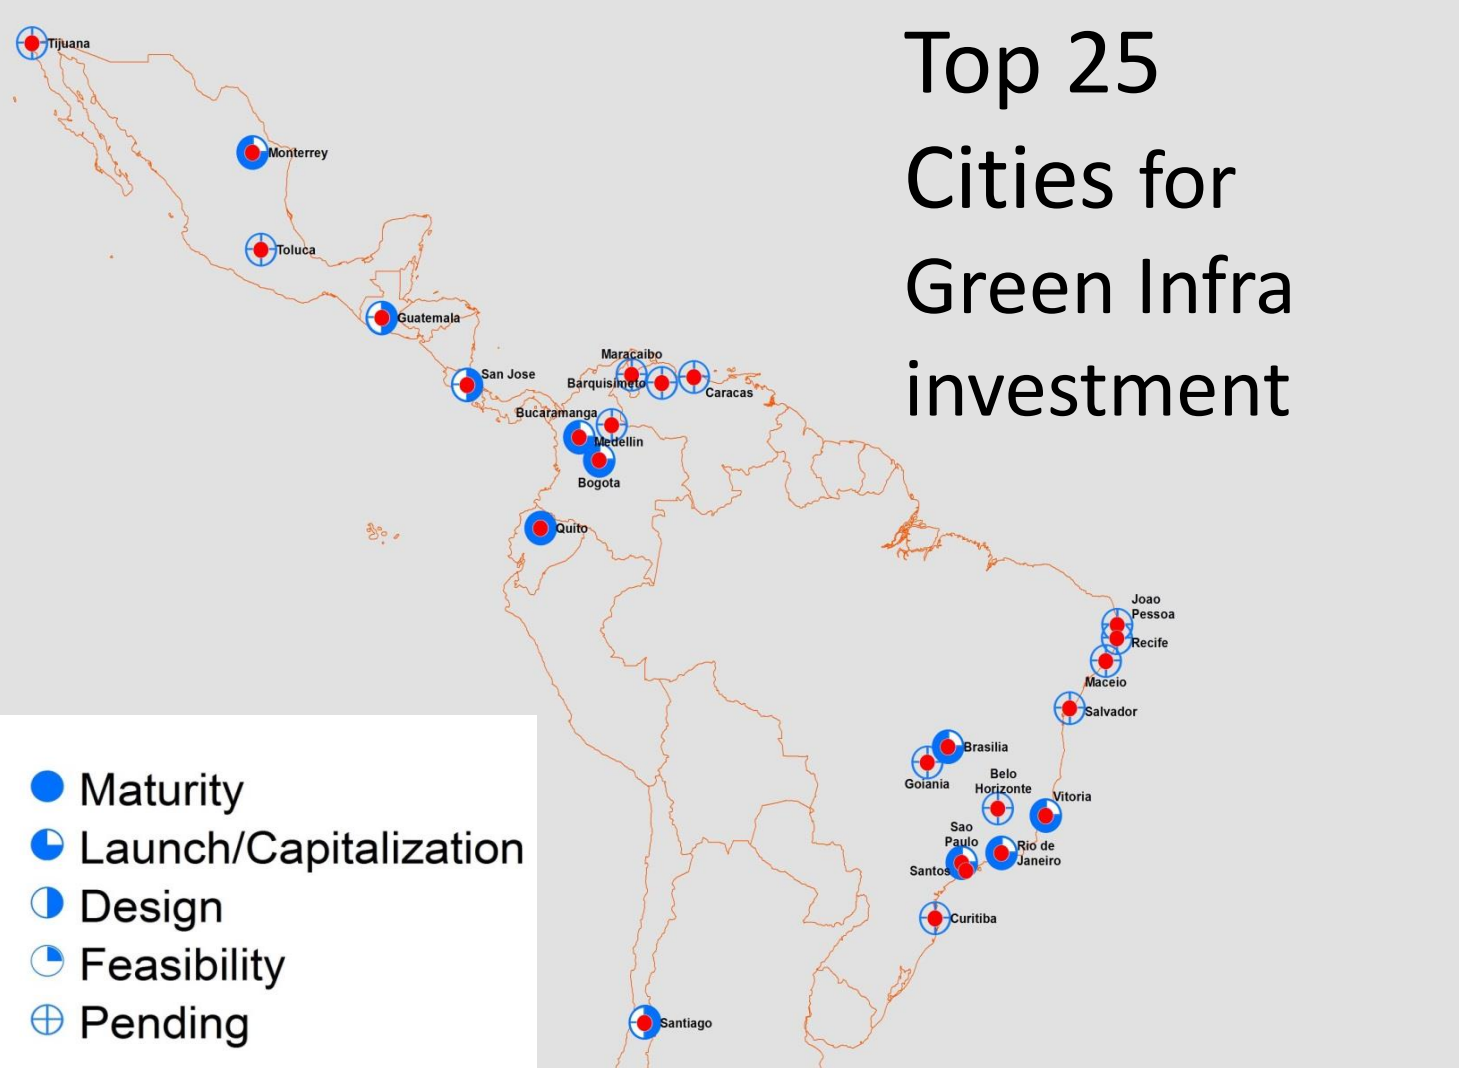 Top 25
Cities for
Green Infra
investment
Tijuana
Monterrey
Toluca
Guatemala
San Jose
Maracaibo
Barquisimeto
Caracas
Bucaramanga
Medellin
Bogota
Quito
Joao
Pessoa
Recife
Maceio
Salvador
Brasilia
Goiania
Belo
Horizonte
Vitoria
Sao
Paulo
Rio de
Janeiro
Santos
Curitiba
Santiago
Maturity
Launch/Capitalization
Design
Feasibility
Pending